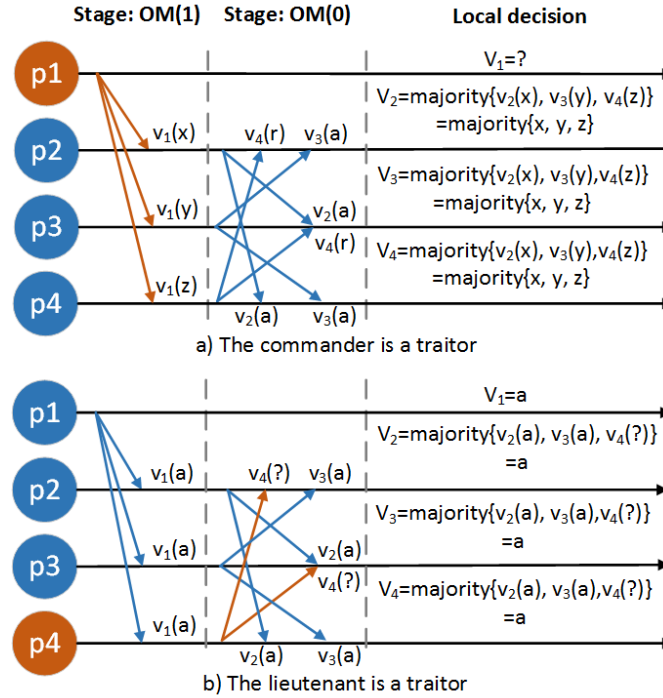 Stage: OM(1) Stage: OM(0) Local decision
p1
V₁=?
V₂=majority{v₂(x), v₃(y), v₄(z)}
=majority{x, y, z}
v₁(x) v₄(r) v₃(a)
p2
V₃=majority{v₂(x), v₃(y),v₄(z)}
=majority{x, y, z}
v₁(y) v₂(a)
p3
v₄(r)
V₄=majority{v₂(x), v₃(y),v₄(z)}
=majority{x, y, z}
v₁(z)
p4
v₂(a) v₃(a)
a) The commander is a traitor
p1
V₁=a
V₂=majority{v₂(a), v₃(a), v₄(?)}
=a
v₁(a) v₄(?) v₃(a)
p2
V₃=majority{v₂(a), v₃(a),v₄(?)}
=a
v₁(a) v₂(a)
p3
v₄(?)
V₄=majority{v₂(a), v₃(a),v₄(?)}
=a
v₁(a)
p4
v₂(a) v₃(a)
b) The lieutenant is a traitor